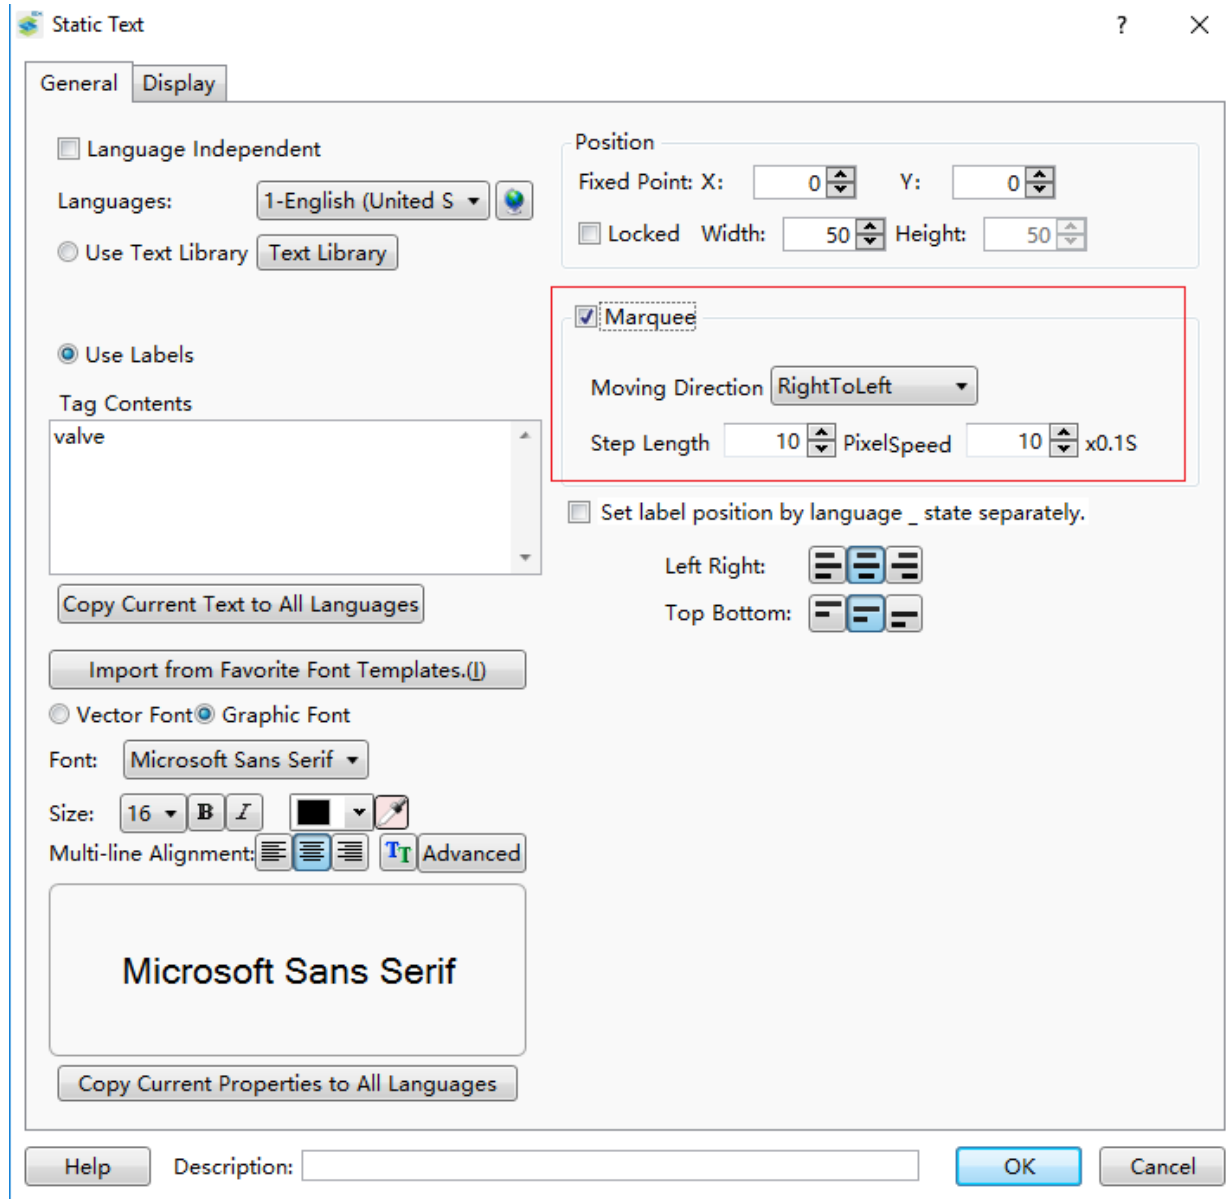 Static Text
?
General
Display
Language Independent
Languages:
1-English (United S
Use Text Library
Text Library
Use Labels
Tag Contents
valve
Copy Current Text to All Languages
Import from Favorite Font Templates.(I)
Vector Font
Graphic Font
Font:
Microsoft Sans Serif
Size:
16
B
I
Multi-line Alignment:
TT
Advanced
Microsoft Sans Serif
Copy Current Properties to All Languages
Position
Fixed Point: X:
0
Y:
0
Locked
Width:
50
Height:
50
Marquee
Moving Direction
RightToLeft
Step Length
10
Pixel
Speed
10
x0.1S
Set label position by language _ state separately.
Left Right:
Top Bottom:
Help
Description:
OK
Cancel